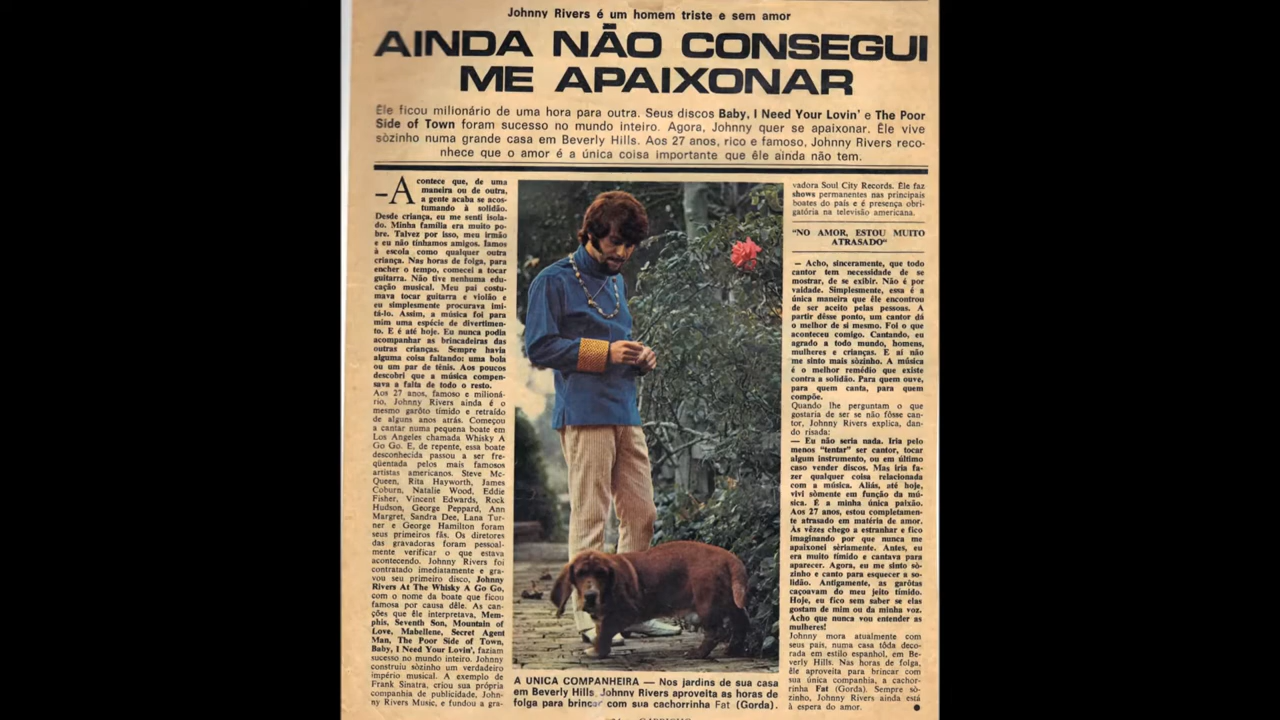 Johnny Rivers é um homem triste e sem amor
AINDA NÃO CONSEGUI
ME APAIXONAR
Êle ficou milionário de uma hora para outra. Seus discos Baby, I Need Your Lovin' e The Poor
Side of Town foram sucesso no mundo inteiro. Agora, Johnny quer se apaixonar. Êle vive
sòzinho numa grande casa em Beverly Hills. Aos 27 anos, rico e famoso, Johnny Rivers reco-
nhece que o amor é a única coisa importante que êle ainda não tem.
—A contece que, de uma
maneira ou de outra,
a gente acaba se acos-
tumando à solidão.
Desde criança, eu me senti isola-
do. Minha família era muito po-
bre. Talvez por isso, meu irmão
e eu não tínhamos amigos. Íamos
à escola como qualquer outra
criança. Nas horas de folga, para
encher o tempo, comecei a tocar
guitarra. Não tive nenhuma edu-
cação musical. Meu pai costu-
mava tocar guitarra e violão e
eu simplesmente procurava imi-
tá-lo. Assim, a música foi para
mim uma espécie de divertimen-
to. E é até hoje. Eu nunca podia
acompanhar as brincadeiras das
outras crianças. Sempre havia
alguma coisa faltando: uma bola
ou um par de tênis. Aos poucos
descobri que a música compen-
sava a falta de todo o resto.
Aos 27 anos, famoso e milioná-
rio, Johnny Rivers ainda é o
mesmo garôto tímido e retraído
de alguns anos atrás. Começou
a cantar numa pequena boate em
Los Angeles chamada Whisky A
Go Go. E, de repente, essa boate
desconhecida passou a ser fre-
qüentada pelos mais famosos
artistas americanos. Steve Mc-
Queen, Rita Hayworth, James
Coburn, Natalie Wood, Eddie
Fisher, Vincent Edwards, Rock
Hudson, George Peppard, Ann
Margret, Sandra Dee, Lana Tur-
ner e George Hamilton foram
seus primeiros fãs. Os diretores
das gravadoras foram pessoal-
mente verificar o que estava
acontecendo. Johnny Rivers foi
contratado imediatamente e gra-
vou seu primeiro disco, Johnny
Rivers At The Whisky A Go Go,
com o nome da boate que ficou
famosa por causa dêle. As can-
ções que êle interpretava, Mem-
phis, Seventh Son, Mountain of
Love, Mabellene, Secret Agent
Man, The Poor Side of Town,
Baby, I Need Your Lovin', faziam
sucesso no mundo inteiro. Johnny
construiu sòzinho um verdadeiro
império musical. A exemplo de
Frank Sinatra, criou sua própria
companhia de publicidade, John-
ny Rivers Music, e fundou a gra-
A UNICA COMPANHEIRA — Nos jardins de sua casa
em Beverly Hills, Johnny Rivers aproveita as horas de
folga para brincar com sua cachorrinha Fat (Gorda).
vadora Soul City Records. Êle faz
shows permanentes nas principais
boates do país e é presença obri-
gatória na televisão americana.
"NO AMOR, ESTOU MUITO
ATRASADO"
— Acho, sinceramente, que todo
cantor tem necessidade de se
mostrar, de se exibir. Não é por
vaidade. Simplesmente, essa é a
única maneira que êle encontrou
de ser aceito pelas pessoas. A
partir dêsse ponto, um cantor dá
o melhor de si mesmo. Foi o que
aconteceu comigo. Cantando, eu
agrado a todo mundo, homens,
mulheres e crianças. E aí não
me sinto mais sòzinho. A música
é o melhor remédio que existe
contra a solidão. Para quem ouve,
para quem canta, para quem
compõe.
Quando lhe perguntam o que
gostaria de ser se não fôsse can-
tor, Johnny Rivers explica, dan-
do risada:
— Eu não seria nada. Iria pelo
menos "tentar" ser cantor, tocar
algum instrumento, ou em último
caso vender discos. Mas iria fa-
zer qualquer coisa relacionada
com a música. Aliás, até hoje,
vivi sòmente em função da mú-
sica. É a minha única paixão.
Aos 27 anos, estou completamen-
te atrasado em matéria de amor.
Às vêzes chego a estranhar e fico
imaginando por que nunca me
apaixonei sèriamente. Antes, eu
era muito tímido e cantava para
aparecer. Agora, eu me sinto sò-
zinho e canto para esquecer a so-
lidão. Antigamente, as garôtas
caçoavam do meu jeito tímido.
Hoje, eu fico sem saber se elas
gostam de mim ou da minha voz.
Acho que nunca vou entender as
mulheres!
Johnny mora atualmente com
seus pais, numa casa tôda deco-
rada em estilo espanhol, em Be-
verly Hills. Nas horas de folga,
êle aproveita para brincar com
sua única companhia, a cachor-
rinha Fat (Gorda). Sempre sò-
zinho, Johnny Rivers ainda está
à espera do amor.